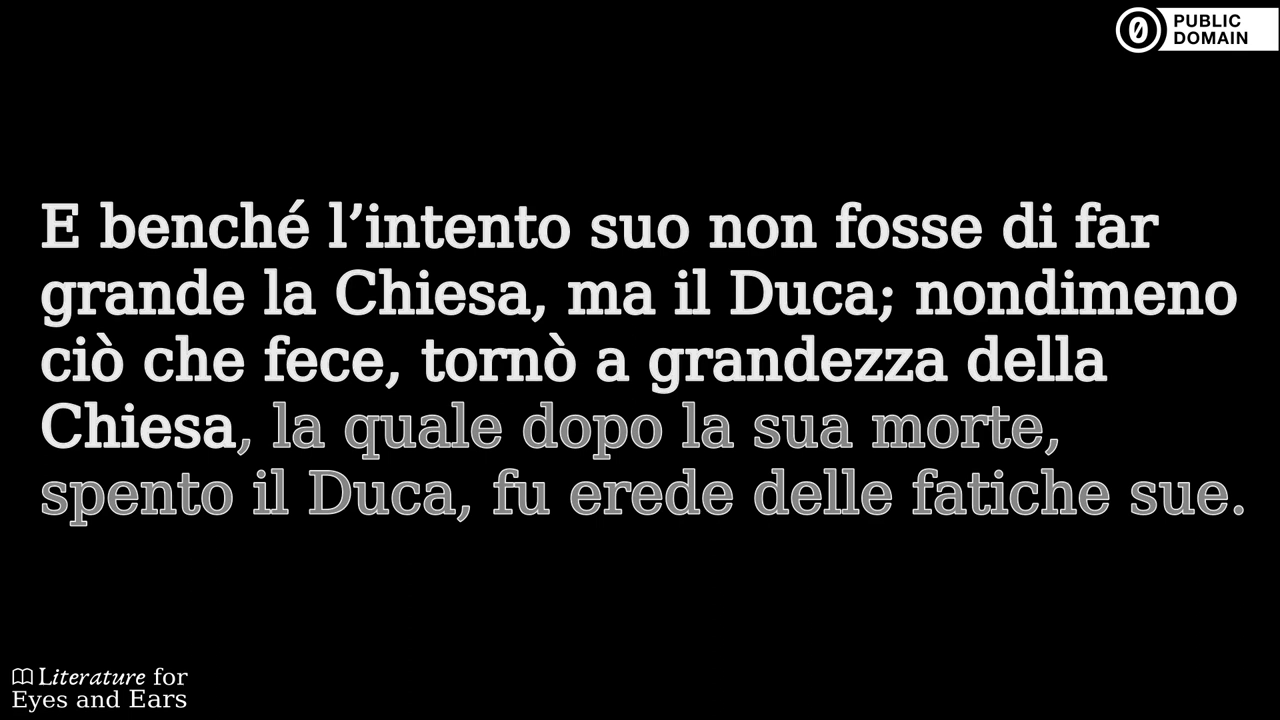 PUBLIC
DOMAIN
E benché l’intento suo non fosse di far
grande la Chiesa, ma il Duca; nondimeno
ciò che fece, tornò a grandezza della
Chiesa, la quale dopo la sua morte,
spento il Duca, fu erede delle fatiche sue.
Literature for
Eyes and Ears